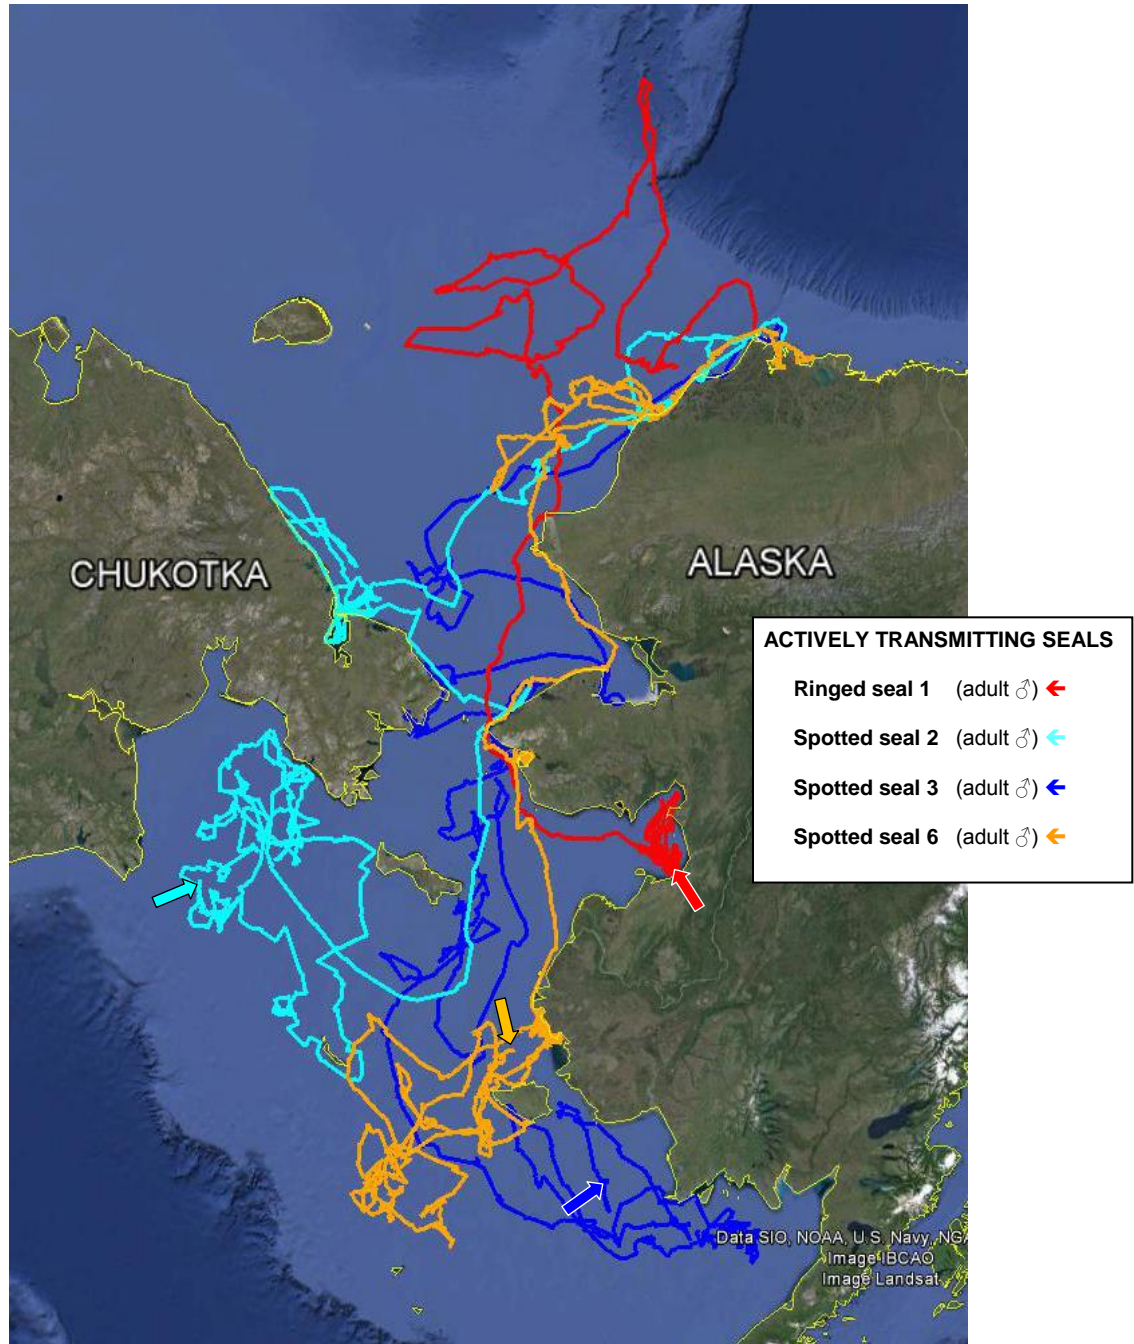 CHUKOTKA
ALASKA
ACTIVELY TRANSMITTING SEALS
Ringed seal 1 (adult ♂) ←
Spotted seal 2 (adult ♂) ←
Spotted seal 3 (adult ♂) ←
Spotted seal 6 (adult ♂) ←
Data SIO, NOAA, U.S. Navy, NGA
Image IBCAO
Image Landsat